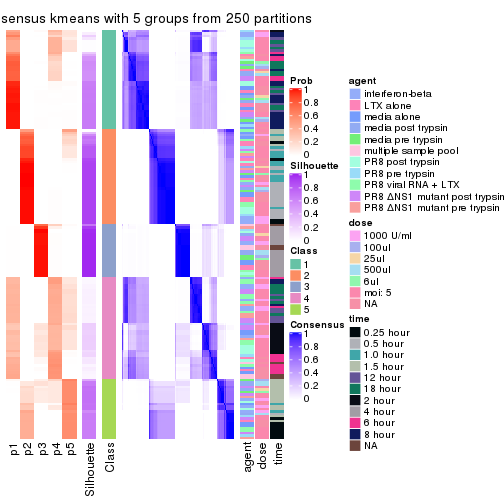 sensus kmeans with 5 groups from 250 partitions
Prob
1
0.8
0.6
0.4
0.2
0
Silhouette
1
0.8
0.6
0.4
0.2
0
Class
1
2
3
4
5
Consensus
1
0.8
0.6
0.4
0.2
0
agent
interferon-beta
LTX alone
media alone
media post trypsin
media pre trypsin
multiple sample pool
PR8 post trypsin
PR8 pre trypsin
PR8 viral RNA + LTX
PR8 ΔNS1 mutant post trypsin
PR8 ΔNS1 mutant pre trypsin
dose
1000 U/ml
100ul
25ul
500ul
6ul
moi: 5
NA
time
0.25 hour
0.5 hour
1.0 hour
1.5 hour
12 hour
18 hour
2 hour
4 hour
6 hour
8 hour
NA
p1
p2
p3
p4
p5
Silhouette
Class
agent
dose
time